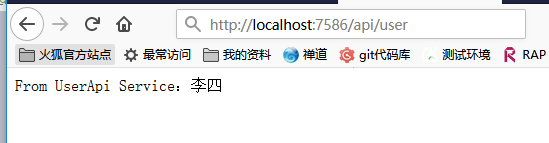 http://localhost:7586/api/user
火狐官方站点 最常访问 我的资料 禅道 git代码库 测试环境 RAP
From UserApi Service：李四